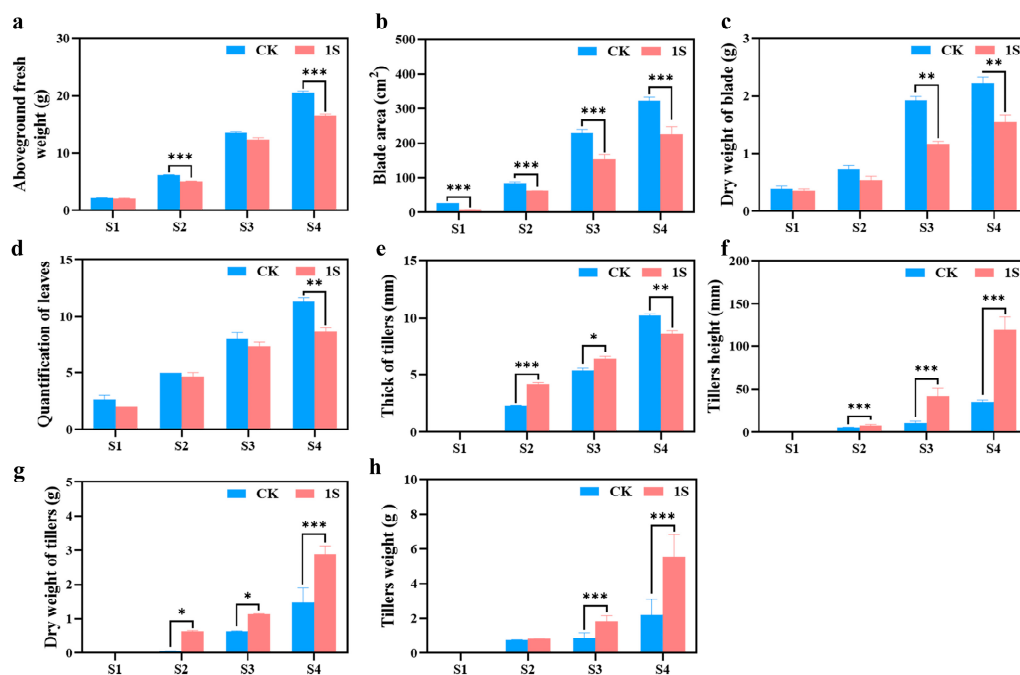 a
Aboveground fresh
weight (g)
30
20
10
0
CK 1S
***
***
S1 S2 S3 S4
b
Blade area (cm²)
500
400
300
200
100
0
CK 1S
***
***
***
***
S1 S2 S3 S4
c
Dry weight of blade (g)
3
2
1
0
CK 1S
**
**
S1 S2 S3 S4
d
Quantification of leaves
15
10
5
0
CK 1S
**
S1 S2 S3 S4
e
Thick of tillers (mm)
15
10
5
0
CK 1S
***
*
**
S1 S2 S3 S4
f
Tillers height (mm)
200
150
100
50
0
CK 1S
***
***
***
S1 S2 S3 S4
g
Dry weight of tillers (g)
5
4
3
2
1
0
CK 1S
*
*
***
S1 S2 S3 S4
h
Tillers weight (g )
10
8
6
4
2
0
CK 1S
***
***
S1 S2 S3 S4